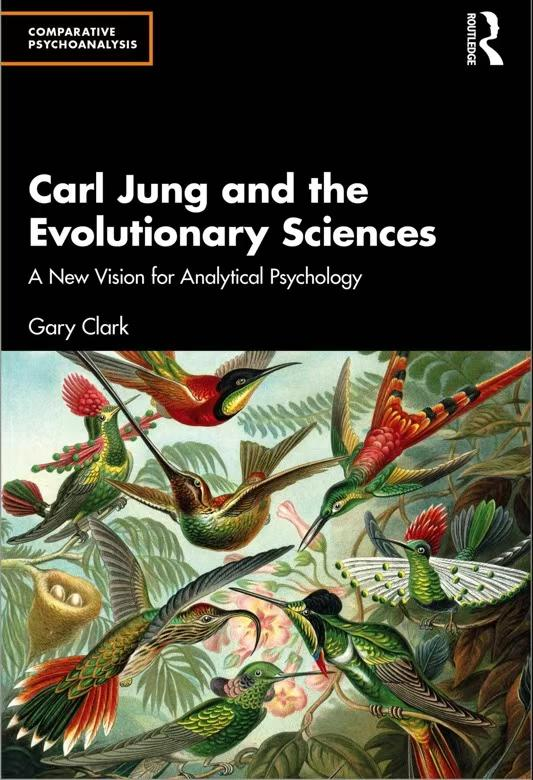 COMPARATIVE
PSYCHOANALYSIS
ROUTLEDGE
Carl Jung and the
Evolutionary Sciences
A New Vision for Analytical Psychology
Gary Clark